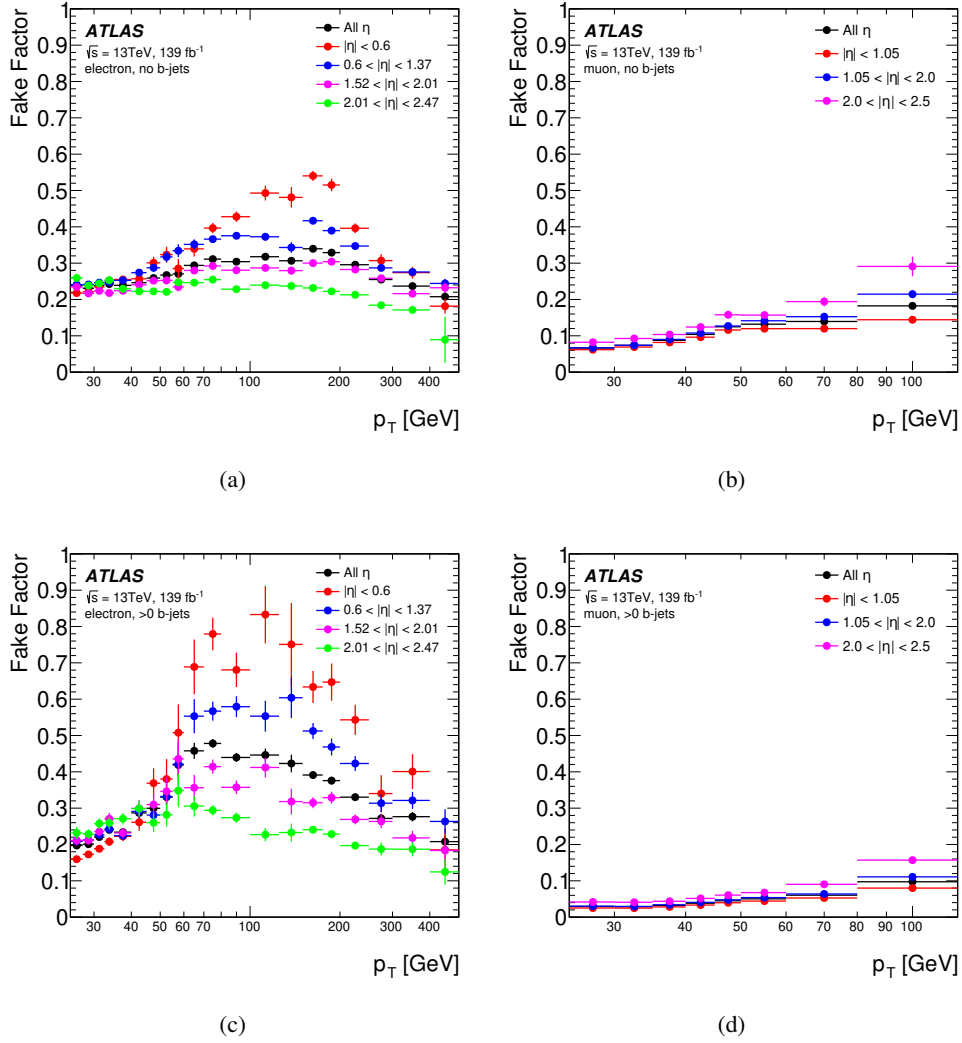 Fake Factor
1
0.9
0.8
0.7
0.6
0.5
0.4
0.3
0.2
0.1
0
ATLAS
√s = 13TeV, 139 fb⁻¹
electron, no b-jets
All η
|η| < 0.6
0.6 < |η| < 1.37
1.52 < |η| < 2.01
2.01 < |η| < 2.47
30 40 50 60 70 100 200 300 400
p_T [GeV]
(a)
Fake Factor
1
0.9
0.8
0.7
0.6
0.5
0.4
0.3
0.2
0.1
0
ATLAS
√s = 13TeV, 139 fb⁻¹
muon, no b-jets
All η
|η| < 1.05
1.05 < |η| < 2.0
2.0 < |η| < 2.5
30 40 50 60 70 80 90 100
p_T [GeV]
(b)
Fake Factor
1
0.9
0.8
0.7
0.6
0.5
0.4
0.3
0.2
0.1
0
ATLAS
√s = 13TeV, 139 fb⁻¹
electron, >0 b-jets
All η
|η| < 0.6
0.6 < |η| < 1.37
1.52 < |η| < 2.01
2.01 < |η| < 2.47
30 40 50 60 70 100 200 300 400
p_T [GeV]
(c)
Fake Factor
1
0.9
0.8
0.7
0.6
0.5
0.4
0.3
0.2
0.1
0
ATLAS
√s = 13TeV, 139 fb⁻¹
muon, >0 b-jets
All η
|η| < 1.05
1.05 < |η| < 2.0
2.0 < |η| < 2.5
30 40 50 60 70 80 90 100
p_T [GeV]
(d)